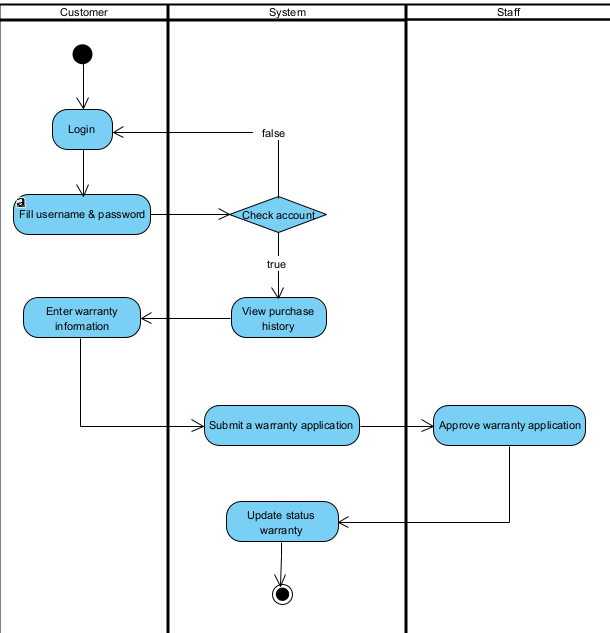 Customer
System
Staff
Login
false
a
Fill username & password
Check account
true
Enter warranty
information
View purchase
history
Submit a warranty application
Approve warranty application
Update status
warranty